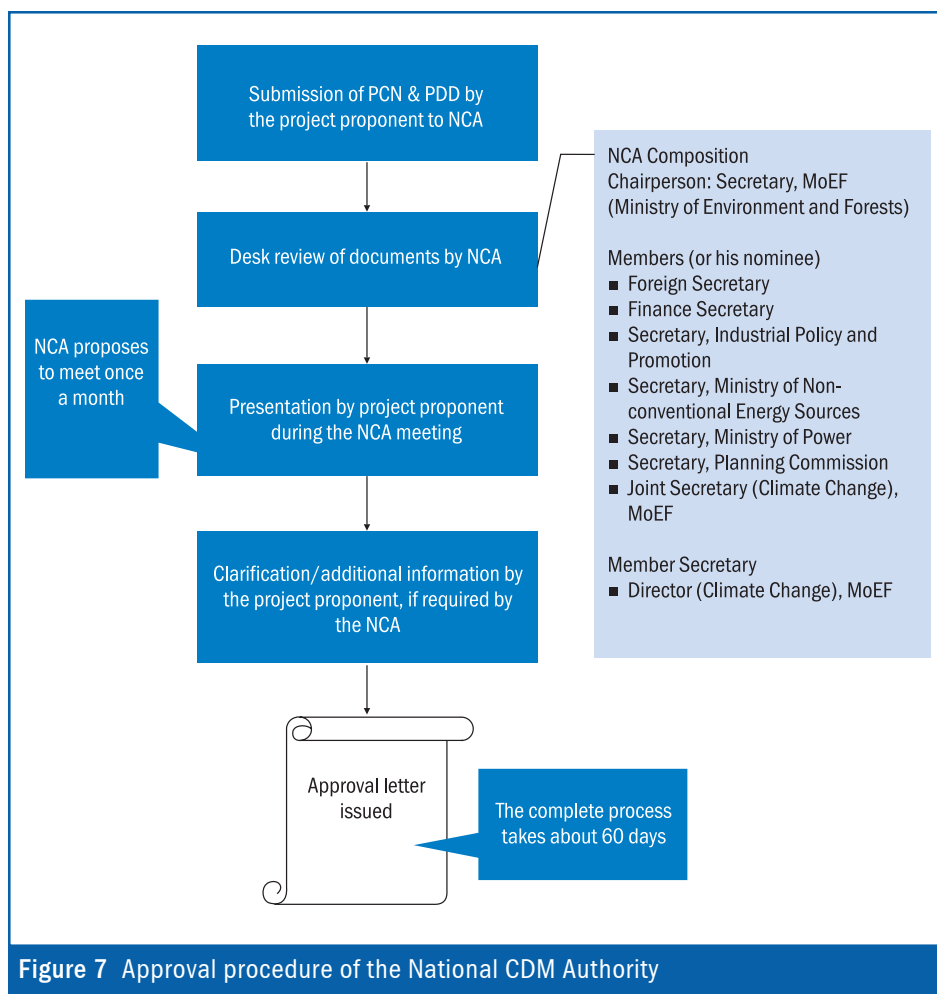 Submission of PCN & PDD by
the project proponent to NCA
Desk review of documents by NCA
NCA proposes
to meet once
a month
Presentation by project proponent
during the NCA meeting
Clarification/additional information by
the project proponent, if required by
the NCA
Approval letter
issued
The complete process
takes about 60 days
NCA Composition
Chairperson: Secretary, MoEF
(Ministry of Environment and Forests)
Members (or his nominee)
■ Foreign Secretary
■ Finance Secretary
■ Secretary, Industrial Policy and
Promotion
■ Secretary, Ministry of Non-
conventional Energy Sources
■ Secretary, Ministry of Power
■ Secretary, Planning Commission
■ Joint Secretary (Climate Change),
MoEF
Member Secretary
■ Director (Climate Change), MoEF
Figure 7 Approval procedure of the National CDM Authority